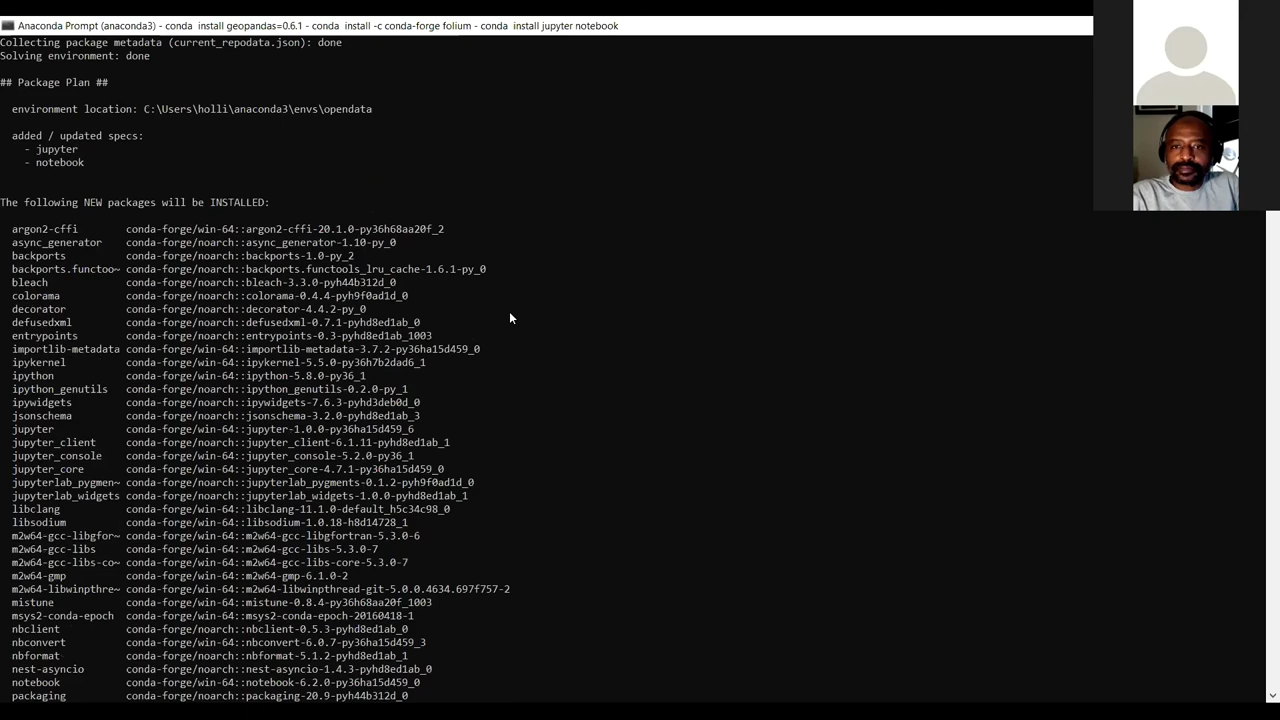 Anaconda Prompt (anaconda3) - conda  install geopandas=0.6.1 - conda  install -c conda-forge folium - conda  install jupyter notebook
Collecting package metadata (current_repodata.json): done
Solving environment: done
## Package Plan ##
environment location: C:\Users\holli\anaconda3\envs\opendata
added / updated specs:
- jupyter
- notebook
The following NEW packages will be INSTALLED:
argon2-cffi        conda-forge/win-64::argon2-cffi-20.1.0-py36h68aa20f_2
async_generator    conda-forge/noarch::async_generator-1.10-py_0
backports          conda-forge/noarch::backports-1.0-py_2
backports.functoo~ conda-forge/noarch::backports.functools_lru_cache-1.6.1-py_0
bleach             conda-forge/noarch::bleach-3.3.0-pyh44b312d_0
colorama           conda-forge/noarch::colorama-0.4.4-pyh9f0ad1d_0
decorator          conda-forge/noarch::decorator-4.4.2-py_0
defusedxml         conda-forge/noarch::defusedxml-0.7.1-pyhd8ed1ab_0
entrypoints        conda-forge/noarch::entrypoints-0.3-pyhd8ed1ab_1003
importlib-metadata conda-forge/win-64::importlib-metadata-3.7.2-py36ha15d459_0
ipykernel          conda-forge/win-64::ipykernel-5.5.0-py36h7b2dad6_1
ipython            conda-forge/win-64::ipython-5.8.0-py36_1
ipython_genutils   conda-forge/noarch::ipython_genutils-0.2.0-py_1
ipywidgets         conda-forge/noarch::ipywidgets-7.6.3-pyhd3deb0d_0
jsonschema         conda-forge/noarch::jsonschema-3.2.0-pyhd8ed1ab_3
jupyter            conda-forge/win-64::jupyter-1.0.0-py36ha15d459_6
jupyter_client     conda-forge/noarch::jupyter_client-6.1.11-pyhd8ed1ab_1
jupyter_console    conda-forge/win-64::jupyter_console-5.2.0-py36_1
jupyter_core       conda-forge/win-64::jupyter_core-4.7.1-py36ha15d459_0
jupyterlab_pygmen~ conda-forge/noarch::jupyterlab_pygments-0.1.2-pyh9f0ad1d_0
jupyterlab_widgets conda-forge/noarch::jupyterlab_widgets-1.0.0-pyhd8ed1ab_1
libclang           conda-forge/win-64::libclang-11.1.0-default_h5c34c98_0
libsodium          conda-forge/win-64::libsodium-1.0.18-h8d14728_1
m2w64-gcc-libgfor~ conda-forge/win-64::m2w64-gcc-libgfortran-5.3.0-6
m2w64-gcc-libs     conda-forge/win-64::m2w64-gcc-libs-5.3.0-7
m2w64-gcc-libs-co~ conda-forge/win-64::m2w64-gcc-libs-core-5.3.0-7
m2w64-gmp          conda-forge/win-64::m2w64-gmp-6.1.0-2
m2w64-libwinpthre~ conda-forge/win-64::m2w64-libwinpthread-git-5.0.0.4634.697f757-2
mistune            conda-forge/win-64::mistune-0.8.4-py36h68aa20f_1003
msys2-conda-epoch  conda-forge/win-64::msys2-conda-epoch-20160418-1
nbclient           conda-forge/noarch::nbclient-0.5.3-pyhd8ed1ab_0
nbconvert          conda-forge/win-64::nbconvert-6.0.7-py36ha15d459_3
nbformat           conda-forge/noarch::nbformat-5.1.2-pyhd8ed1ab_1
nest-asyncio       conda-forge/noarch::nest-asyncio-1.4.3-pyhd8ed1ab_0
notebook           conda-forge/win-64::notebook-6.2.0-py36ha15d459_0
packaging          conda-forge/noarch::packaging-20.9-pyh44b312d_0